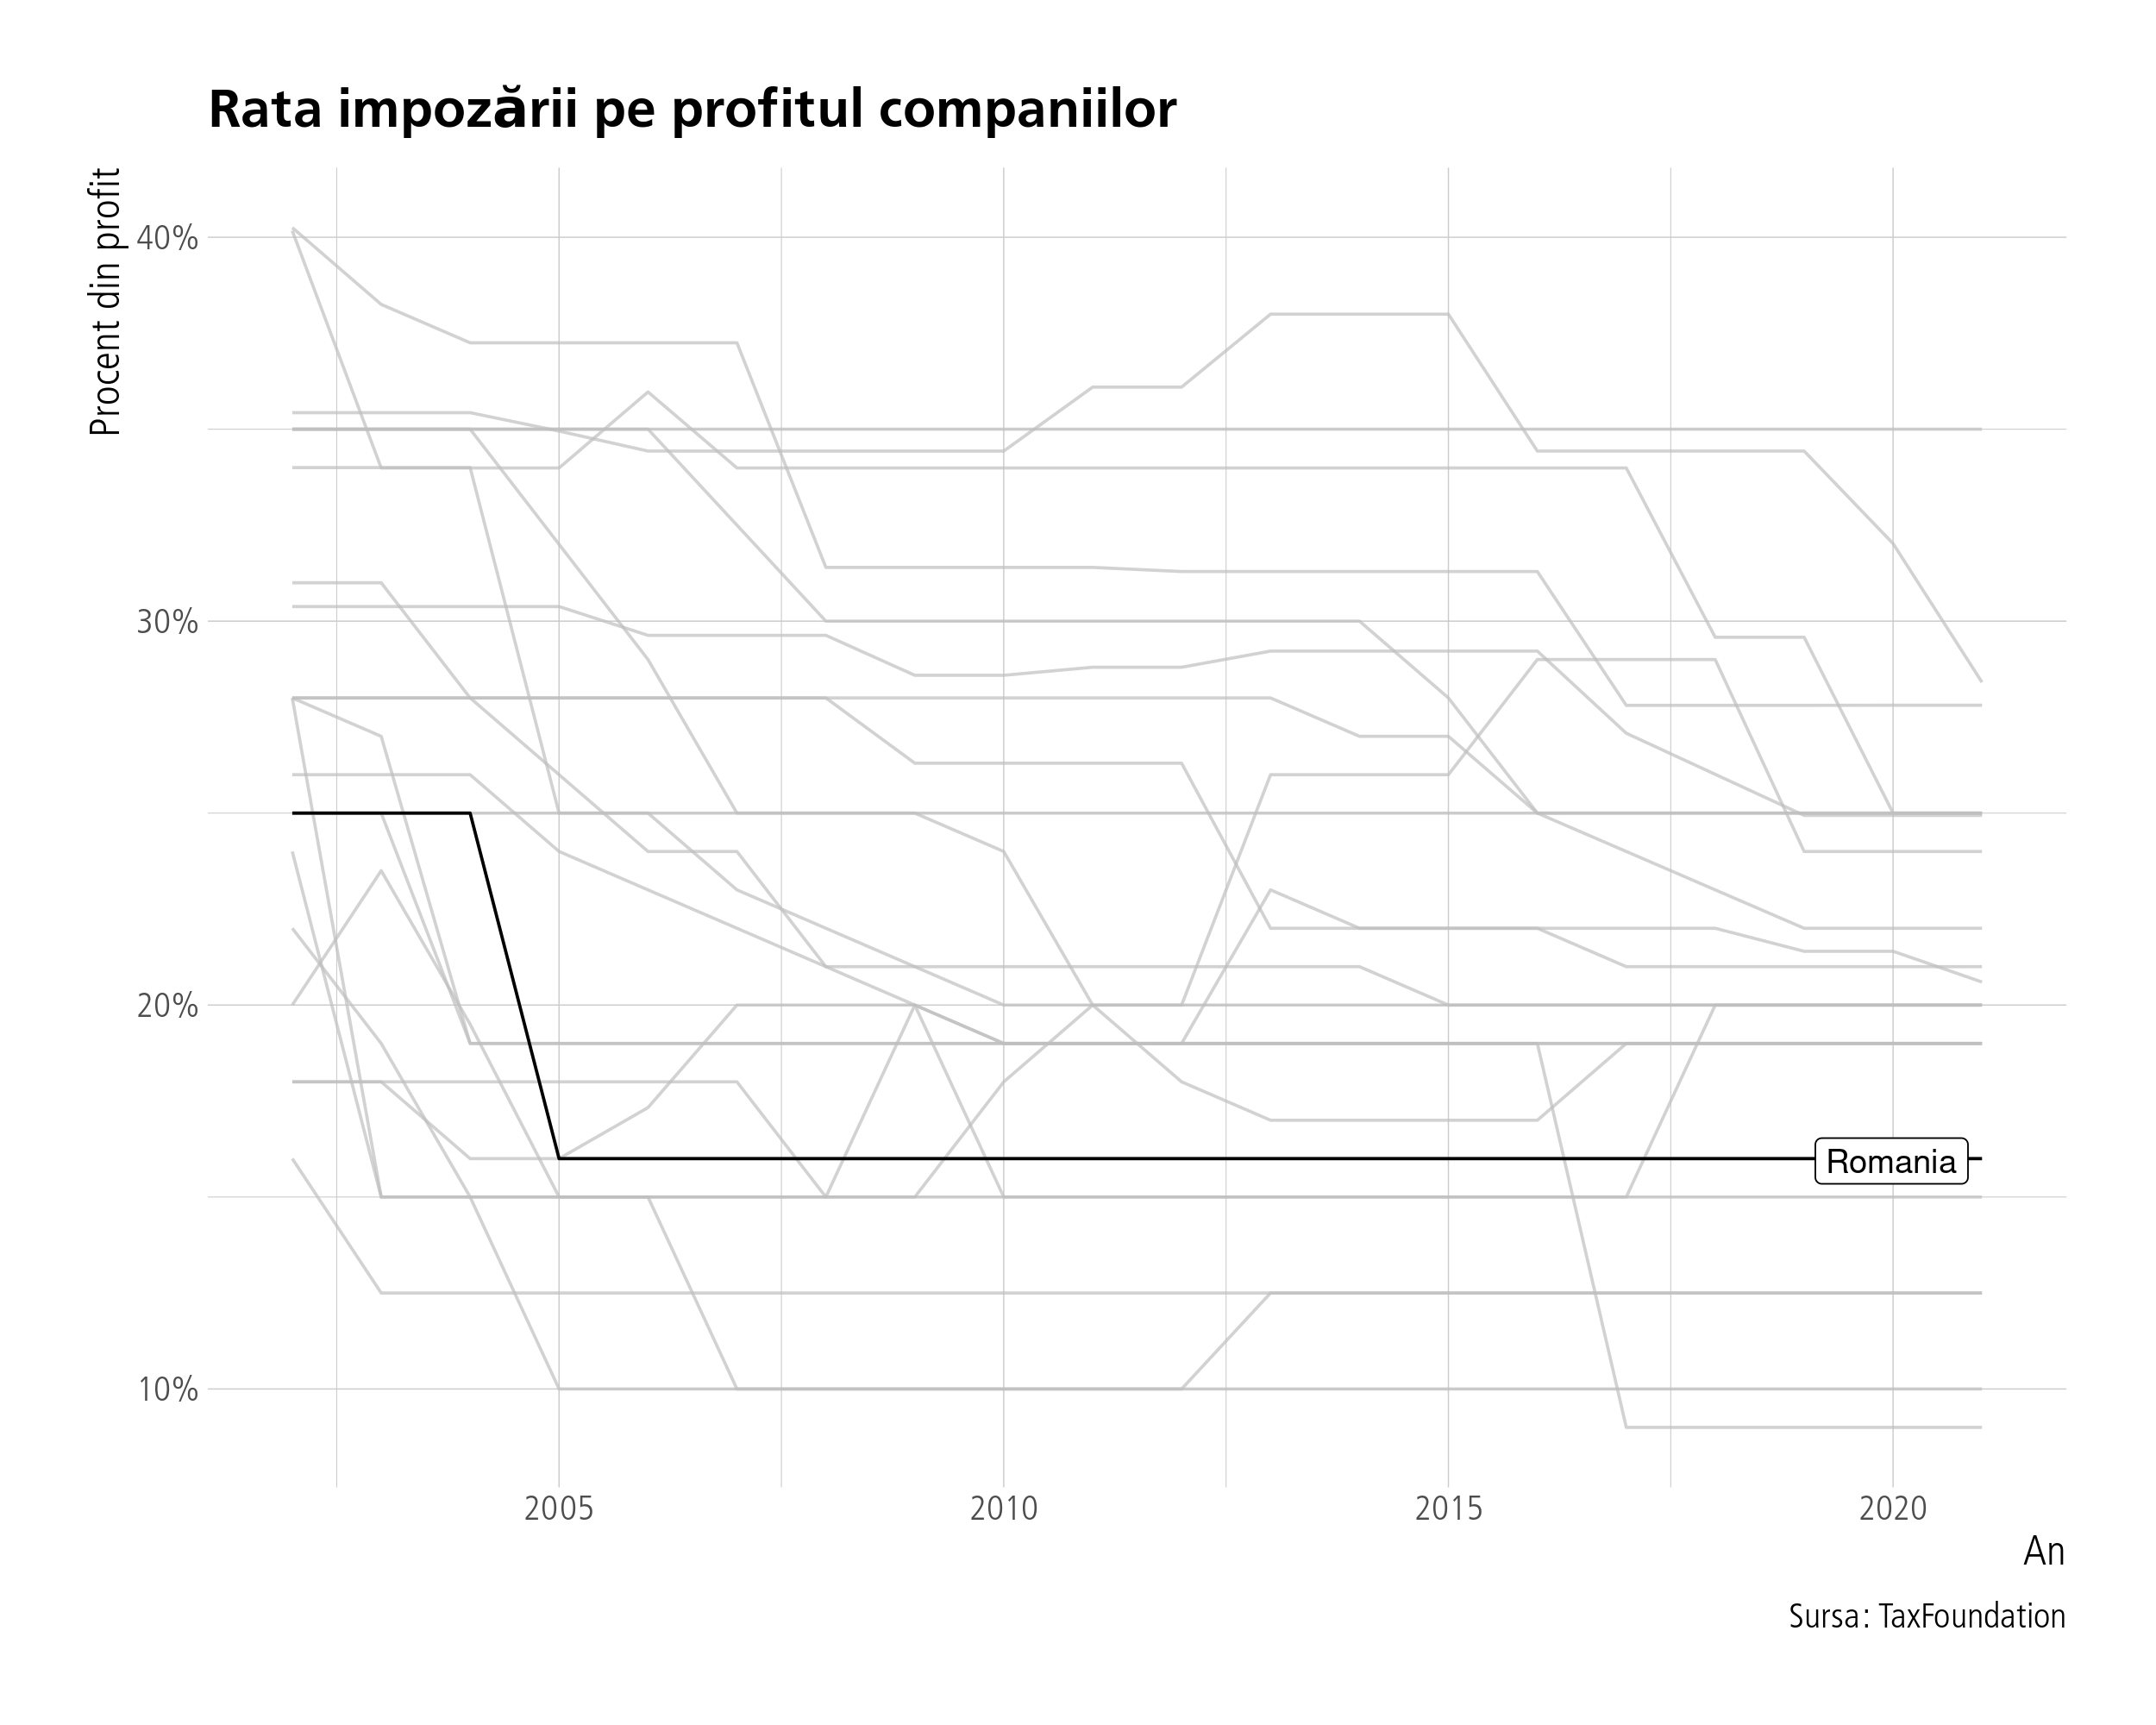 Rata impozării pe profitul companiilor
Procent din profit
40%
30%
20%
10%
Romania
2005
2010
2015
2020
An
Sursa: TaxFoundation